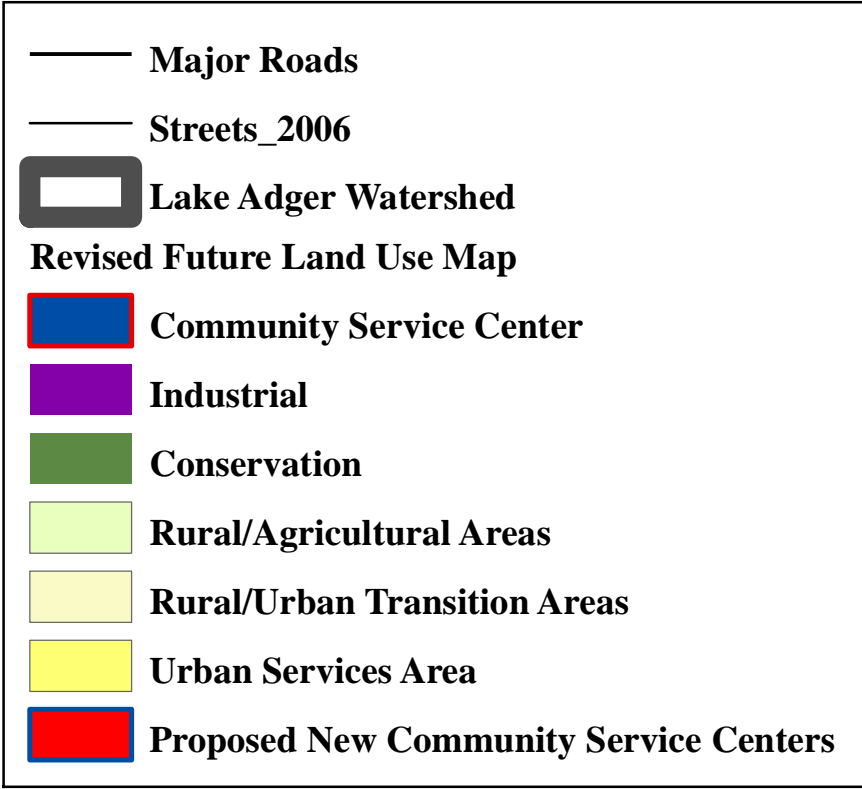 Major Roads
Streets_2006
Lake Adger Watershed
Revised Future Land Use Map
Community Service Center
Industrial
Conservation
Rural/Agricultural Areas
Rural/Urban Transition Areas
Urban Services Area
Proposed New Community Service Centers